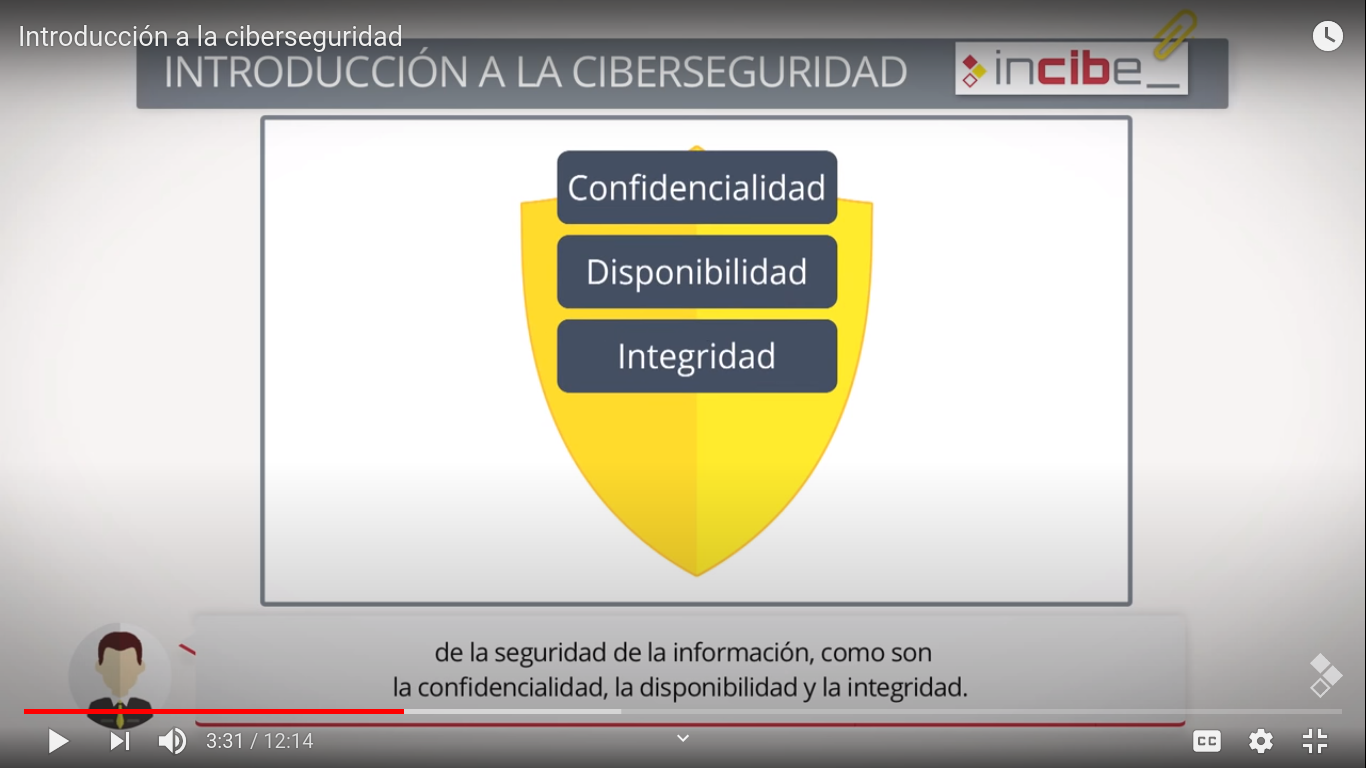 Introducción a la ciberseguridad
INTRODUCCIÓN A LA CIBERSEGURIDAD
incibe_
Confidencialidad
Disponibilidad
Integridad
de la seguridad de la información, como son
la confidencialidad, la disponibilidad y la integridad.
3:31 / 12:14
CC